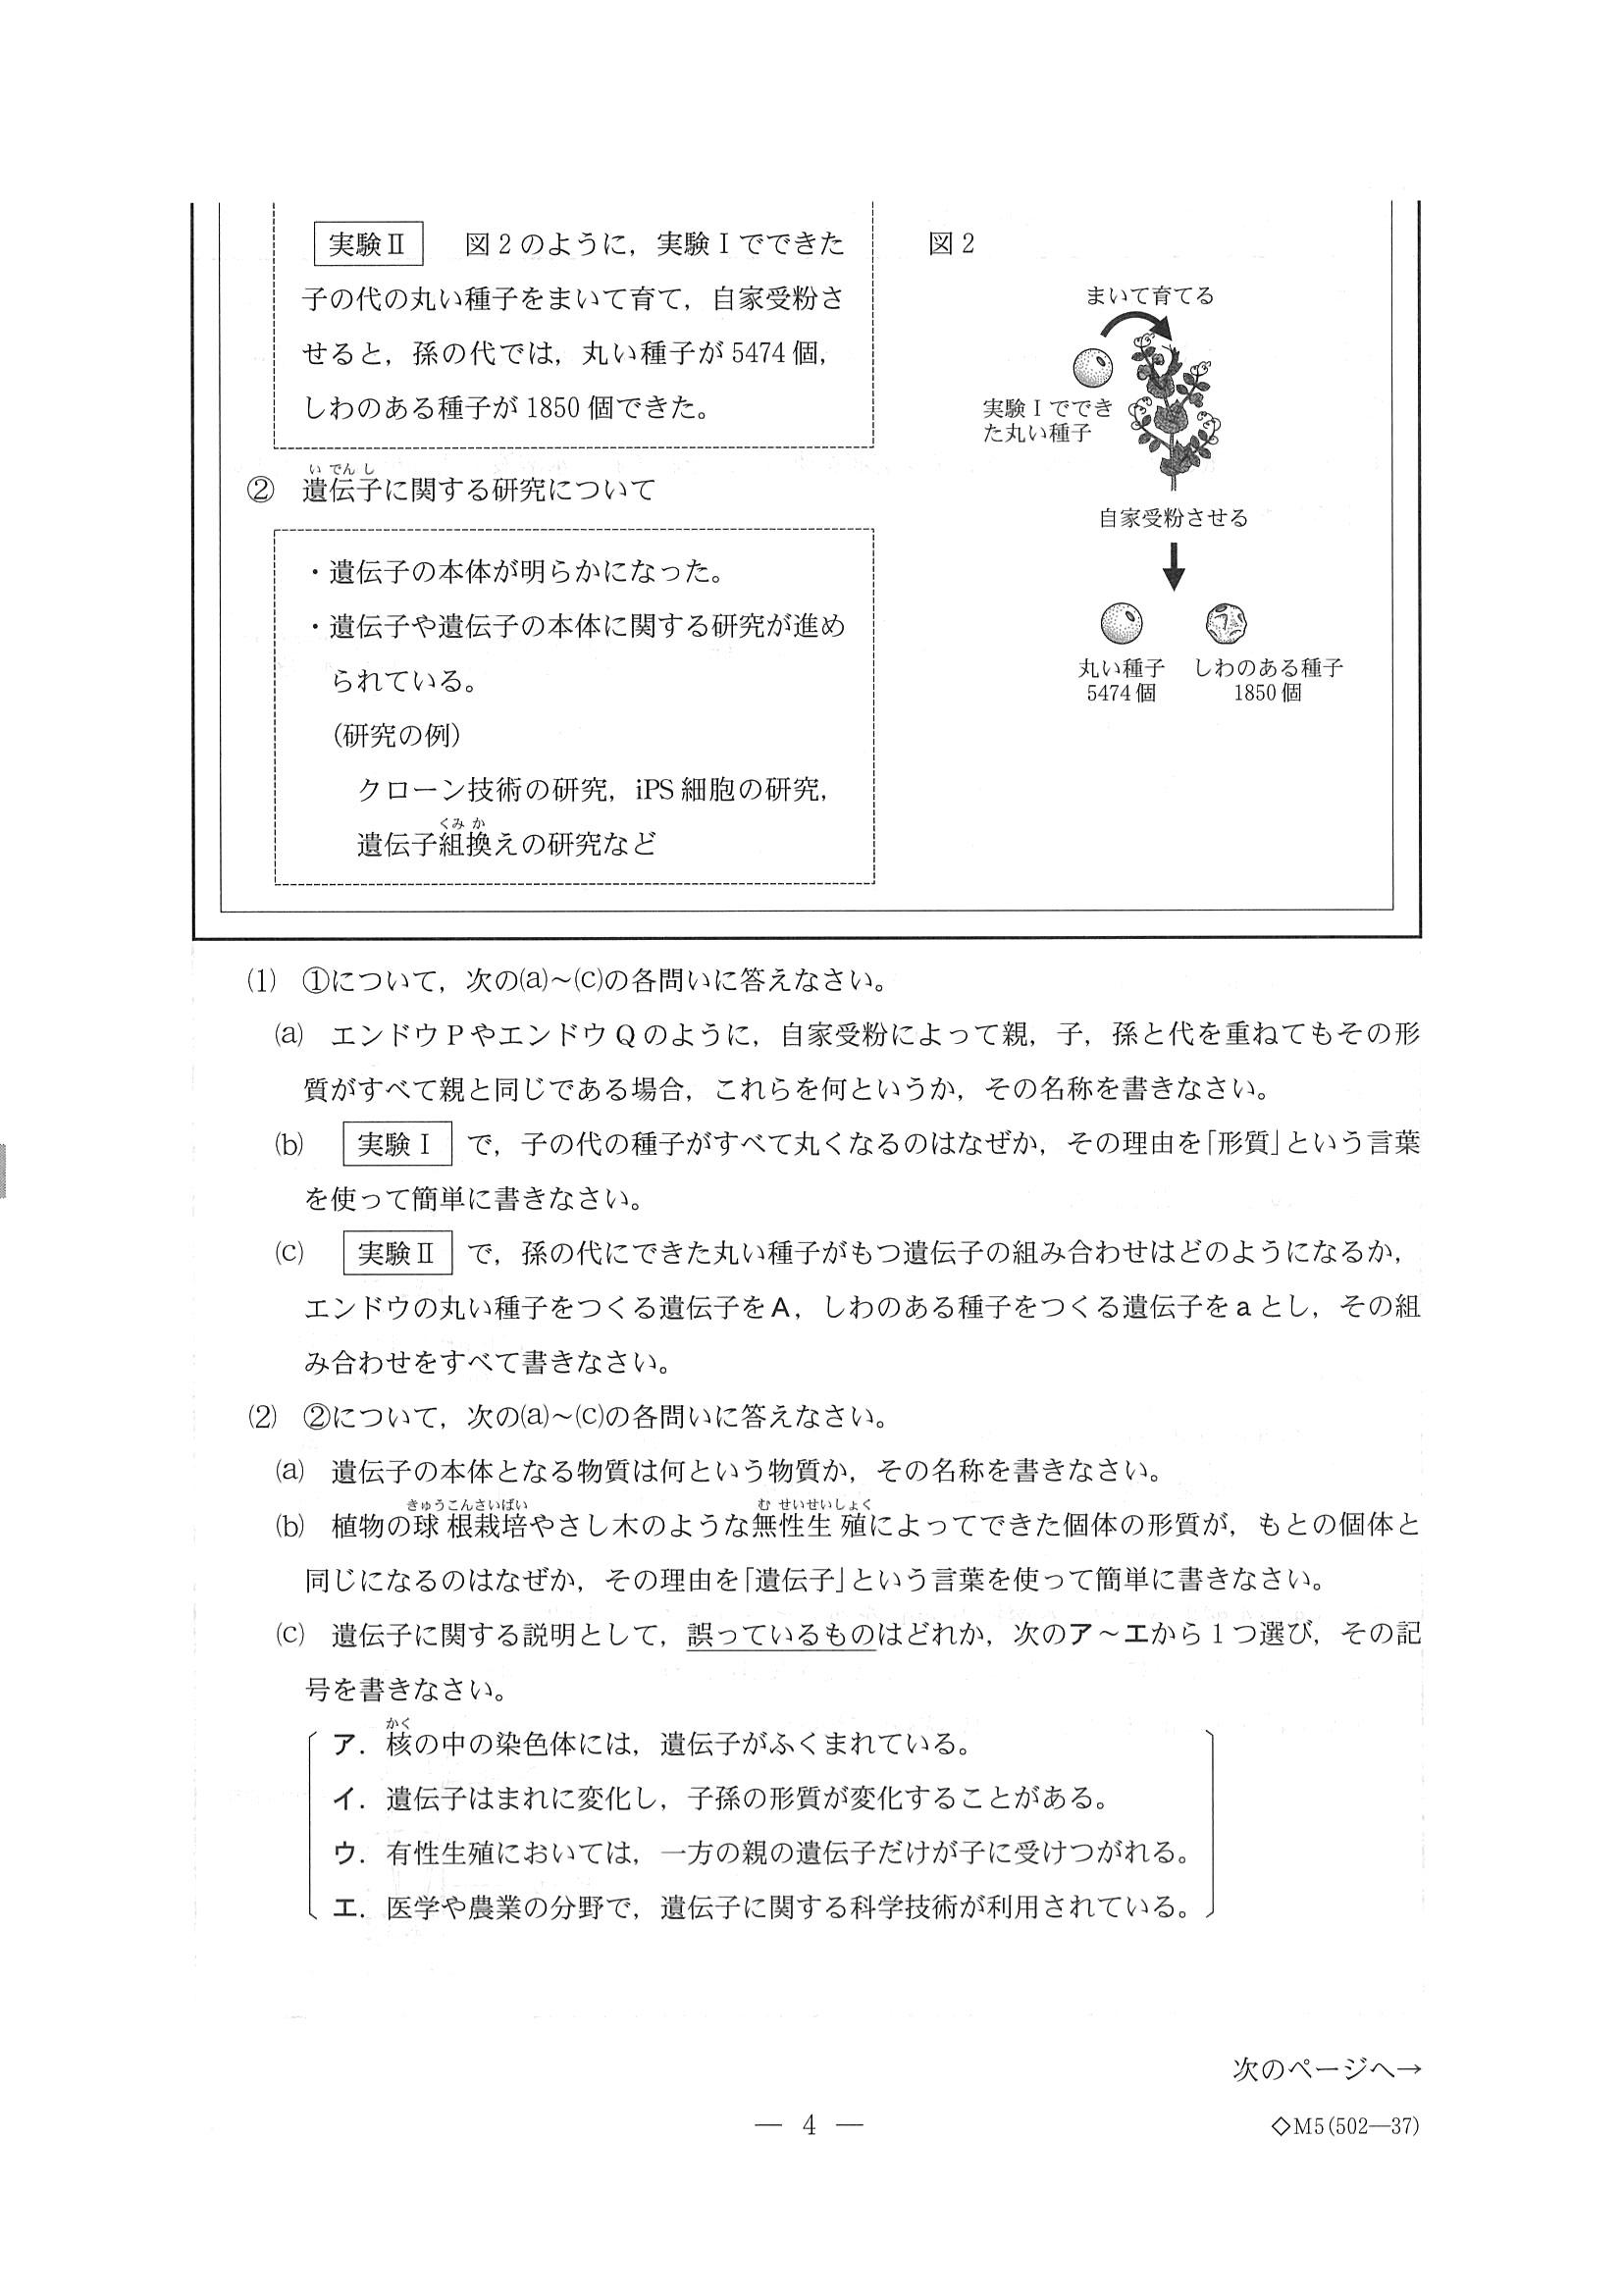 実験Ⅱ　図2のように，実験Ⅰでできた
子の代の丸い種子をまいて育て，自家受粉さ
せると，孫の代では，丸い種子が5474個，
しわのある種子が1850個できた。
図2
まいて育てる
実験Ⅰででき
た丸い種子
自家受粉させる
丸い種子
5474個
しわのある種子
1850個
いでんし
②　遺伝子に関する研究について
・遺伝子の本体が明らかになった。
・遺伝子や遺伝子の本体に関する研究が進め
られている。
（研究の例）
クローン技術の研究，iPS細胞の研究，
くみか
遺伝子組換えの研究など
(1)　①について，次の(a)～(c)の各問いに答えなさい。
(a)　エンドウPやエンドウQのように，自家受粉によって親，子，孫と代を重ねてもその形
質がすべて親と同じである場合，これらを何というか，その名称を書きなさい。
(b)　実験Ⅰ　で，子の代の種子がすべて丸くなるのはなぜか，その理由を「形質」という言葉
を使って簡単に書きなさい。
(c)　実験Ⅱ　で，孫の代にできた丸い種子がもつ遺伝子の組み合わせはどのようになるか，
エンドウの丸い種子をつくる遺伝子をA，しわのある種子をつくる遺伝子をaとし，その組
み合わせをすべて書きなさい。
(2)　②について，次の(a)～(c)の各問いに答えなさい。
(a)　遺伝子の本体となる物質は何という物質か，その名称を書きなさい。
きゅうこんさいばい　むせいせいしょく
(b)　植物の球根栽培やさし木のような無性生殖によってできた個体の形質が，もとの個体と
同じになるのはなぜか，その理由を「遺伝子」という言葉を使って簡単に書きなさい。
(c)　遺伝子に関する説明として，誤っているものはどれか，次のア～エから1つ選び，その記
号を書きなさい。
かく
ア．核の中の染色体には，遺伝子がふくまれている。
イ．遺伝子はまれに変化し，子孫の形質が変化することがある。
ウ．有性生殖においては，一方の親の遺伝子だけが子に受けつがれる。
エ．医学や農業の分野で，遺伝子に関する科学技術が利用されている。
次のページへ→
― 4 ―
◇M5(502―37)